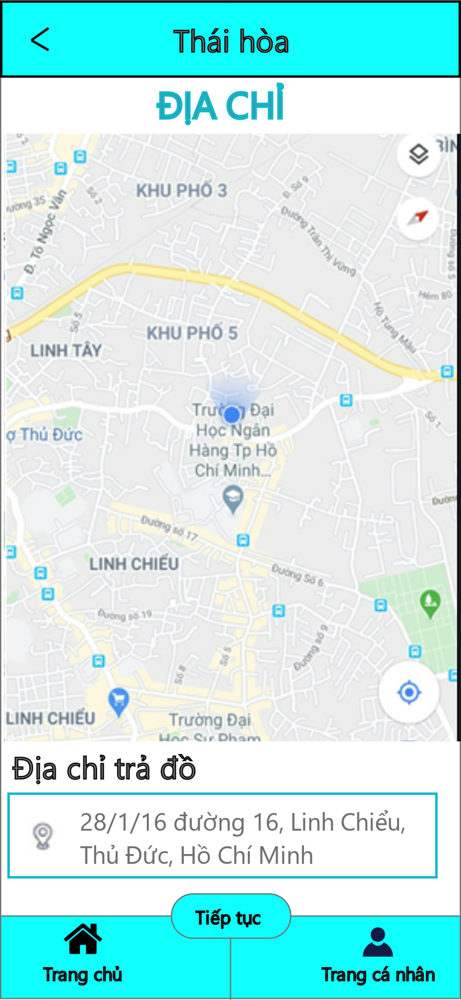 Thái hòa
ĐỊA CHỈ
Số 2
KHU PHỐ 3
Đ. Số 9
Số 2
ường 35
Đ. Tô Ngọc Vân
Đường Trần Thị Vững
Đường số 5
Hẻm 80
Hồ Tùng Mậu
Số 5
KHU PHỐ 5
LINH TÂY
Trường Đại
Học Ngân
Hàng Tp Hồ
Chí Minh...
ợ Thủ Đức
Số 1
Đường
Đường số 17
LINH CHIỂU
Đường Số 6
Đường số 19
Đường số 9
Số 5
Số 8
LINH CHIỂU
Trường Đại
Học Sư Phạm
Địa chỉ trả đồ
28/1/16 đường 16, Linh Chiểu,
Thủ Đức, Hồ Chí Minh
Tiếp tục
Trang chủ
Trang cá nhân